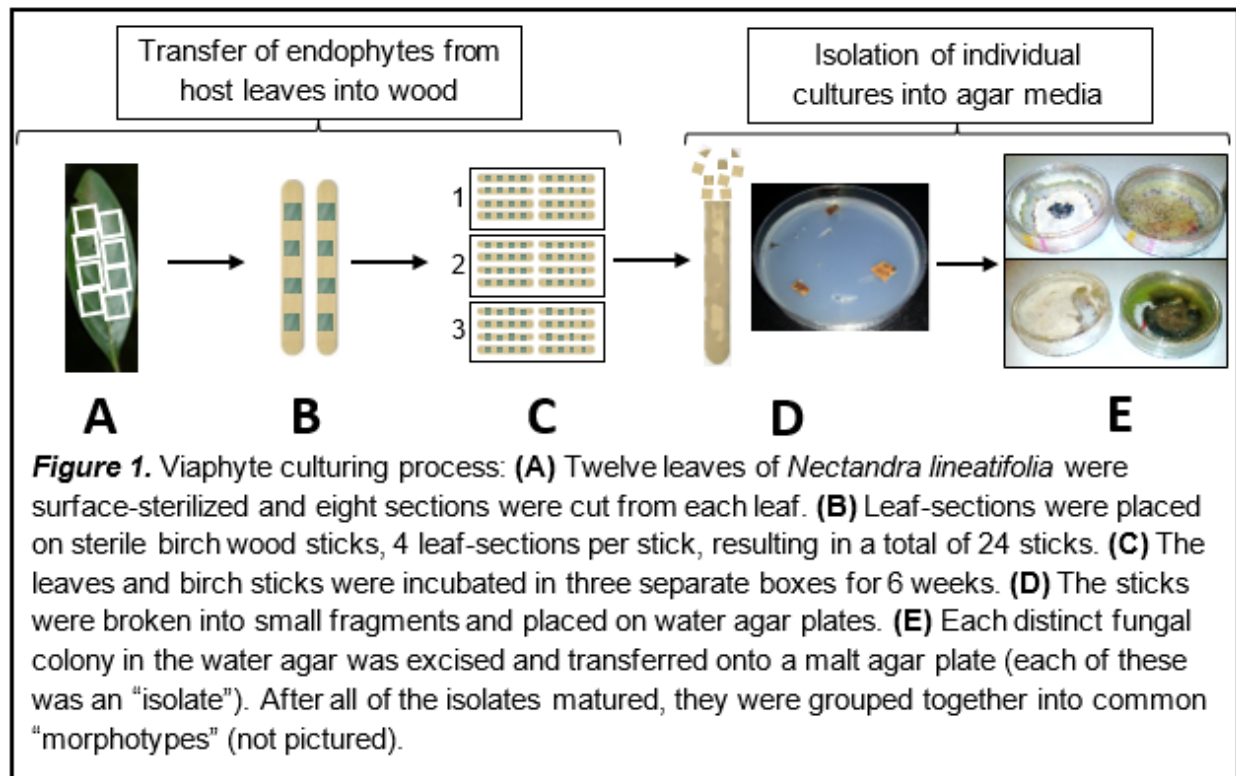 Transfer of endophytes from
host leaves into wood
Isolation of individual
cultures into agar media
1
2
3
A
B
C
D
E
Figure 1. Viaphyte culturing process: (A) Twelve leaves of Nectandra lineatifolia were
surface-sterilized and eight sections were cut from each leaf. (B) Leaf-sections were placed
on sterile birch wood sticks, 4 leaf-sections per stick, resulting in a total of 24 sticks. (C) The
leaves and birch sticks were incubated in three separate boxes for 6 weeks. (D) The sticks
were broken into small fragments and placed on water agar plates. (E) Each distinct fungal
colony in the water agar was excised and transferred onto a malt agar plate (each of these
was an “isolate”). After all of the isolates matured, they were grouped together into common
“morphotypes” (not pictured).